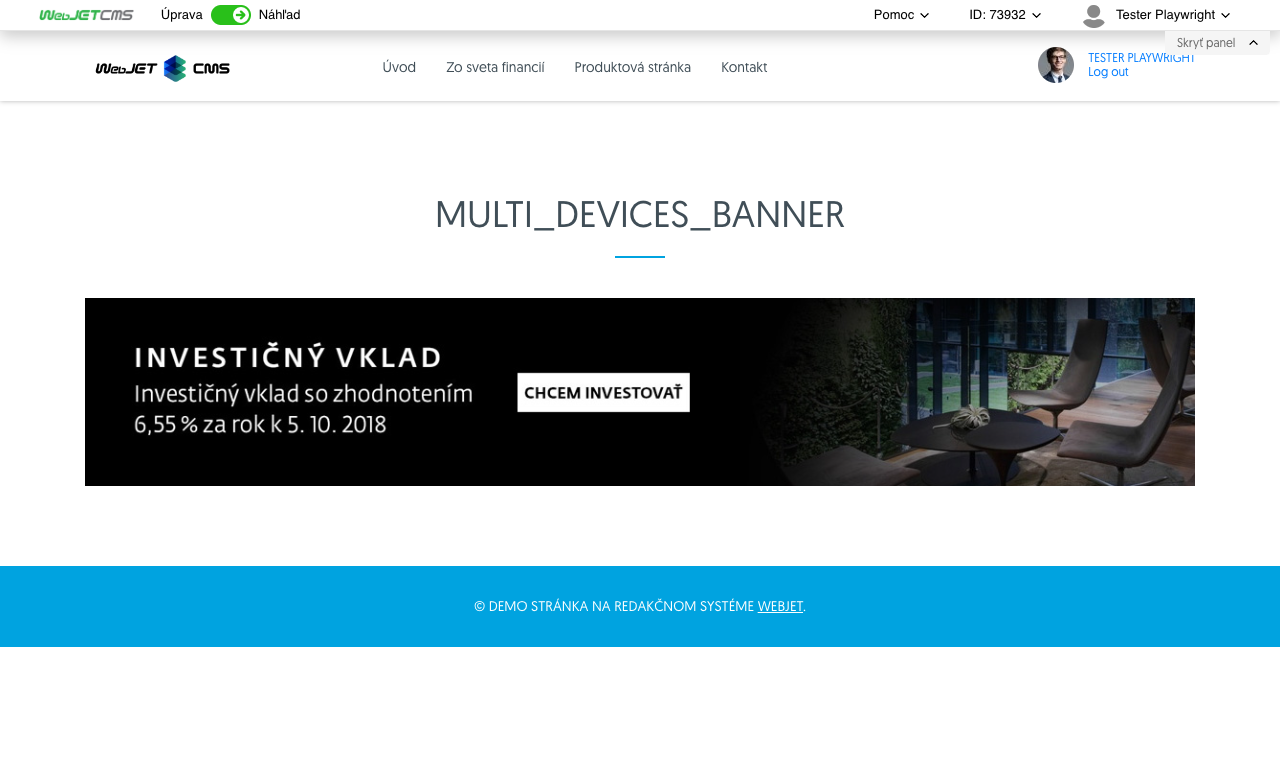 WebJETCMS Úprava Náhľad Pomoc ID: 73932 Tester Playwright
Skryť panel
WebJET CMS Úvod Zo sveta financií Produktová stránka Kontakt TESTER PLAYWRIGHT
Log out
MULTI_DEVICES_BANNER
INVESTIČNÝ VKLAD
Investičný vklad so zhodnotením
6,55 % za rok k 5. 10. 2018
CHCEM INVESTOVAŤ
© DEMO STRÁNKA NA REDAKČNOM SYSTÉME WEBJET.